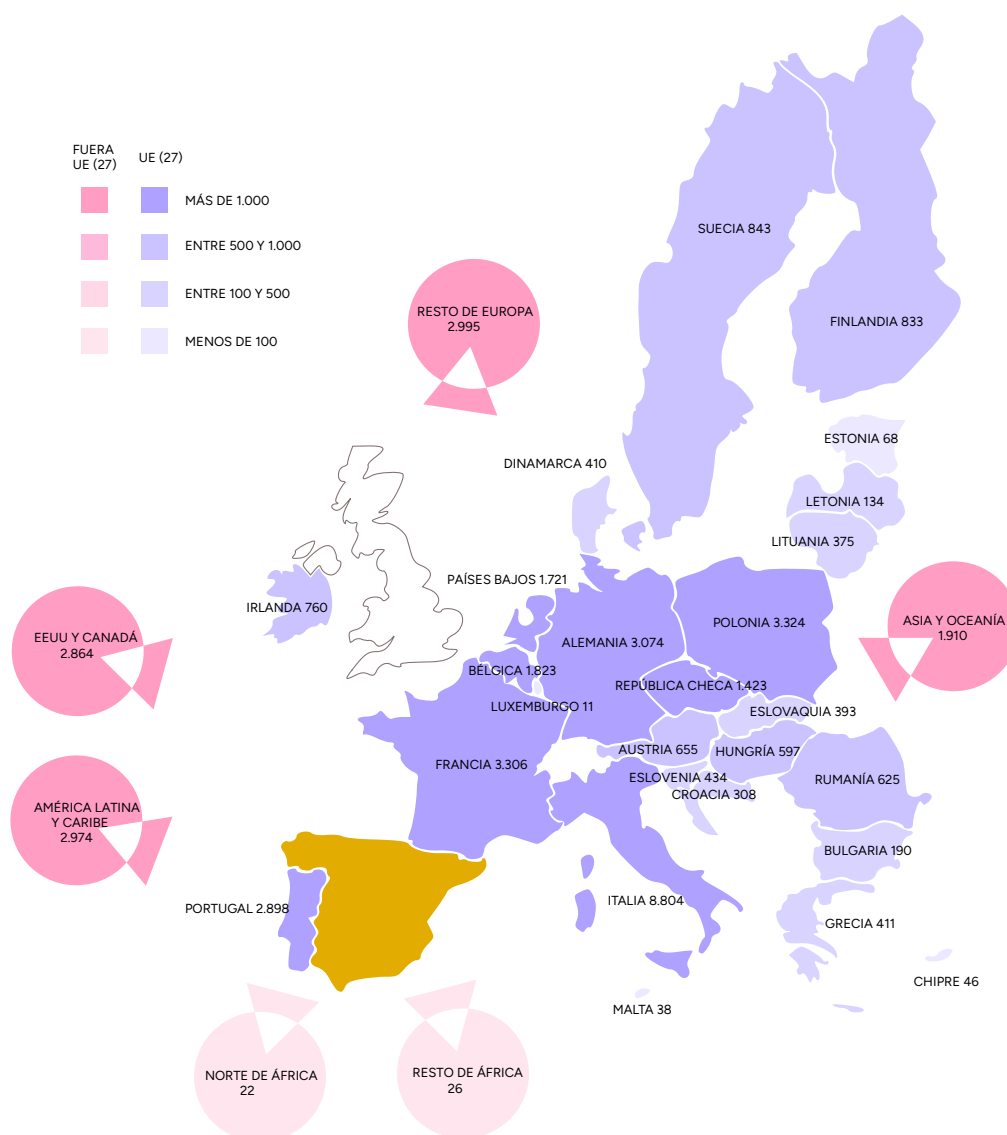 FUERA
UE (27)
UE (27)
MÁS DE 1.000
ENTRE 500 Y 1.000
ENTRE 100 Y 500
MENOS DE 100
SUECIA 843
RESTO DE EUROPA
2.995
FINLANDIA 833
ESTONIA 68
DINAMARCA 410
LETONIA 134
LITUANIA 375
PAÍSES BAJOS 1.721
IRLANDA 760
ASIA Y OCEANÍA
1.910
POLONIA 3.324
EEUU Y CANADÁ
2.864
ALEMANIA 3.074
BÉLGICA 1.823
REPÚBLICA CHECA 1.423
LUXEMBURGO 11
ESLOVAQUIA 393
AUSTRIA 655
HUNGRÍA 597
FRANCIA 3.306
ESLOVENIA 434
RUMANÍA 625
CROACIA 308
AMÉRICA LATINA
Y CARIBE
2.974
BULGARIA 190
ITALIA 8.804
PORTUGAL 2.898
GRECIA 411
CHIPRE 46
MALTA 38
NORTE DE ÁFRICA
22
RESTO DE ÁFRICA
26